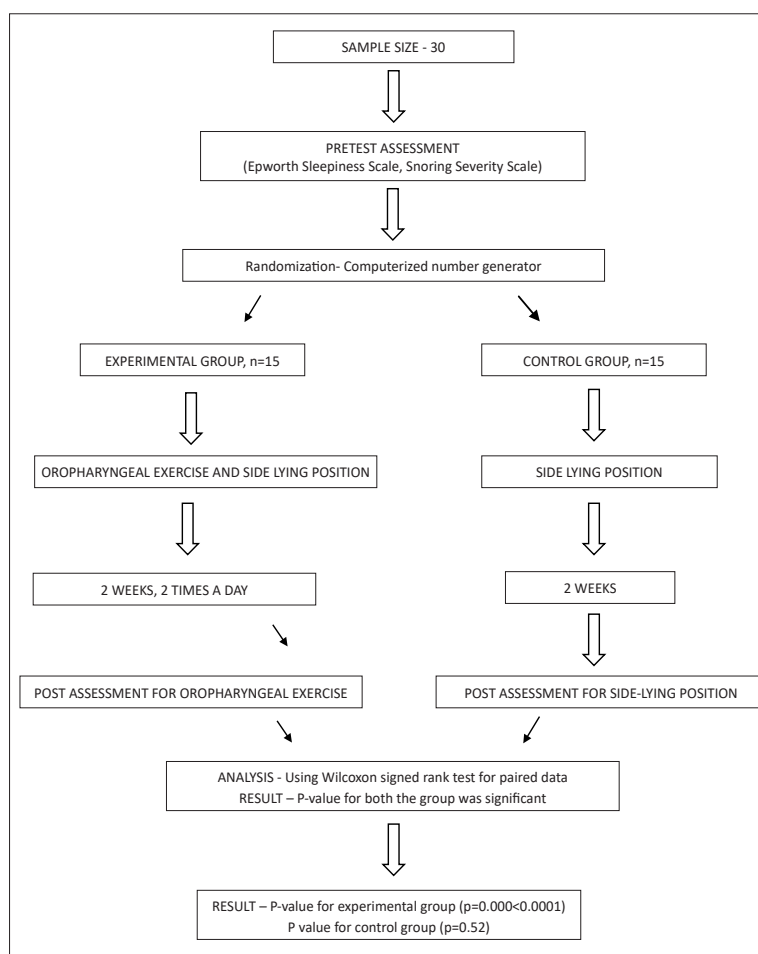 SAMPLE SIZE - 30
PRETEST ASSESSMENT
(Epworth Sleepiness Scale, Snoring Severity Scale)
Randomization- Computerized number generator
EXPERIMENTAL GROUP, n=15
CONTROL GROUP, n=15
OROPHARYNGEAL EXERCISE AND SIDE LYING POSITION
SIDE LYING POSITION
2 WEEKS, 2 TIMES A DAY
2 WEEKS
POST ASSESSMENT FOR OROPHARYNGEAL EXERCISE
POST ASSESSMENT FOR SIDE-LYING POSITION
ANALYSIS - Using Wilcoxon signed rank test for paired data
RESULT – P-value for both the group was significant
RESULT – P-value for experimental group (p=0.000<0.0001)
P value for control group (p=0.52)